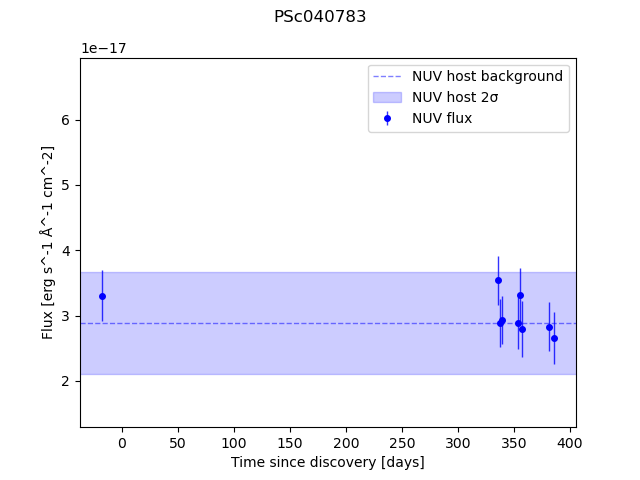 PSc040783
1e−17
NUV host background
NUV host 2σ
NUV flux
6
5
4
3
2
Flux [erg s^-1 Å^-1 cm^-2]
0
50
100
150
200
250
300
350
400
Time since discovery [days]